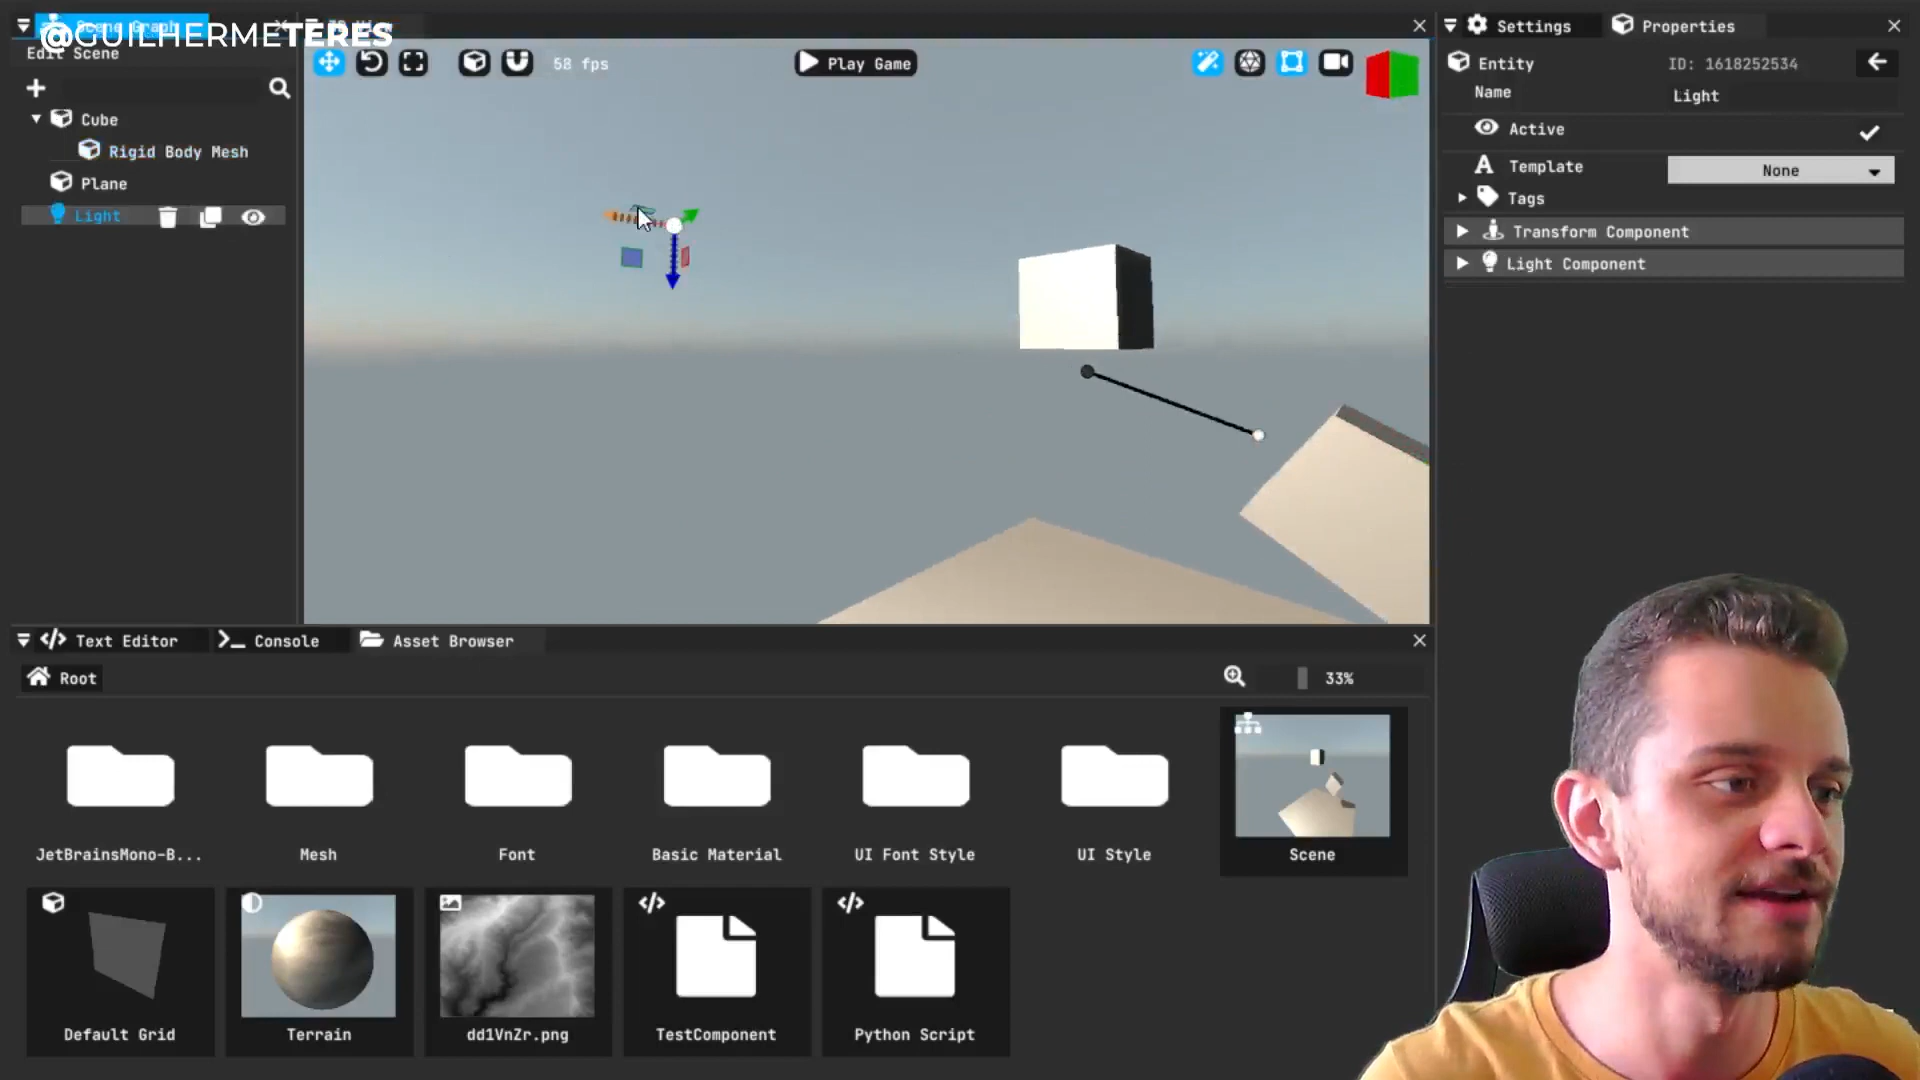 @GUILHERMETERES
Scene Graph
Edit Scene
Cube
Rigid Body Mesh
Plane
Light
58 fps
Play Game
Settings
Properties
Entity
ID: 1618252534
Name
Light
Active
Template
None
Tags
Transform Component
Light Component
Text Editor
Console
Asset Browser
Root
33%
JetBrainsMono-B...
Mesh
Font
Basic Material
UI Font Style
UI Style
Scene
Default Grid
Terrain
dd1VnZr.png
TestComponent
Python Script